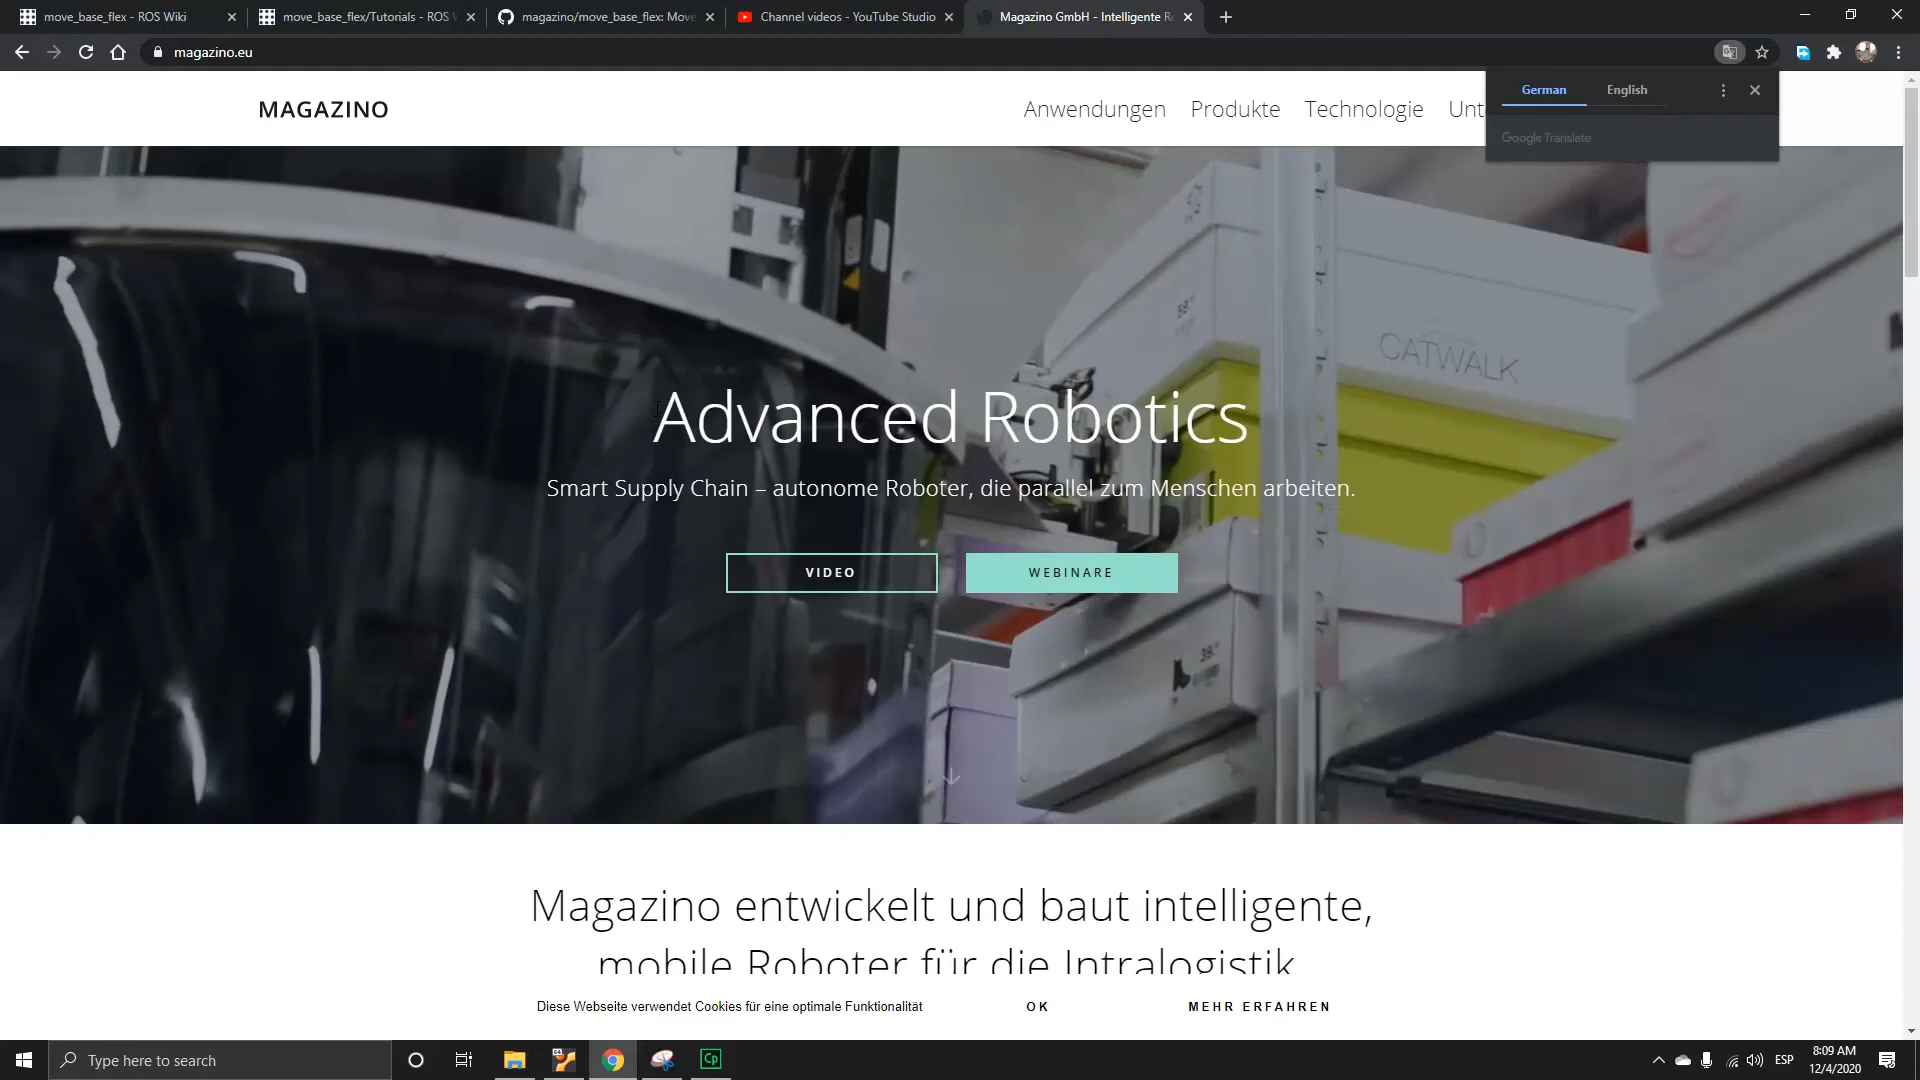 move_base_flex - ROS Wiki
move_base_flex/Tutorials - ROS
magazino/move_base_flex: Move
Channel videos - YouTube Studio
Magazino GmbH - Intelligente R
magazino.eu
German
English
Google Translate
MAGAZINO
Anwendungen
Produkte
Technologie
Unt
CATWALK
Advanced Robotics
Smart Supply Chain – autonome Roboter, die parallel zum Menschen arbeiten.
VIDEO
WEBINARE
Magazino entwickelt und baut intelligente,
mobile Roboter für die Intralogistik
Diese Webseite verwendet Cookies für eine optimale Funktionalität
OK
MEHR ERFAHREN
Type here to search
Cp
ESP
8:09 AM
12/4/2020